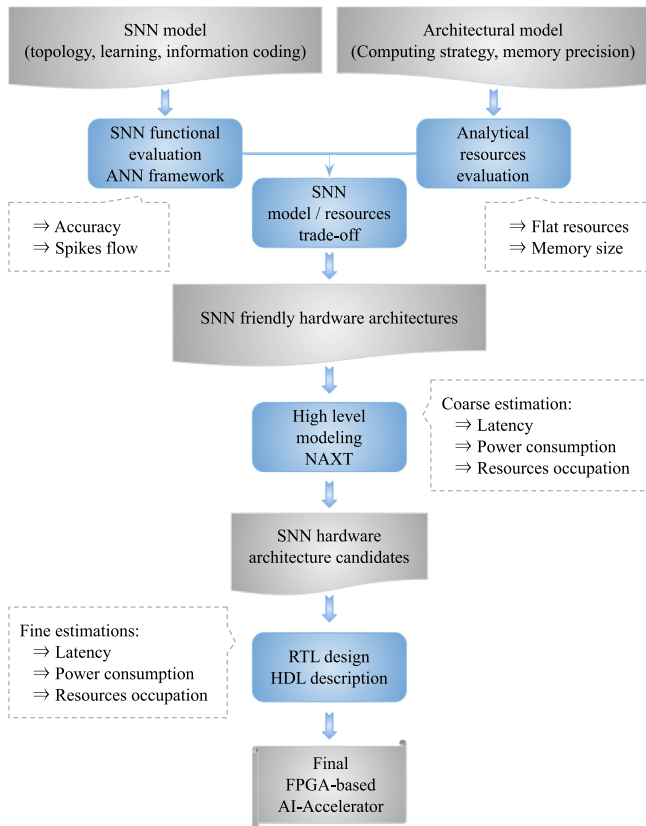 SNN model
(topology, learning, information coding)
Architectural model
(Computing strategy, memory precision)
SNN functional
evaluation
ANN framework
Analytical
resources
evaluation
⇒ Accuracy
⇒ Spikes flow
SNN
model / resources
trade-off
⇒ Flat resources
⇒ Memory size
SNN friendly hardware architectures
High level
modeling
NAXT
Coarse estimation:
⇒ Latency
⇒ Power consumption
⇒ Resources occupation
SNN hardware
architecture candidates
Fine estimations:
⇒ Latency
⇒ Power consumption
⇒ Resources occupation
RTL design
HDL description
Final
FPGA-based
AI-Accelerator